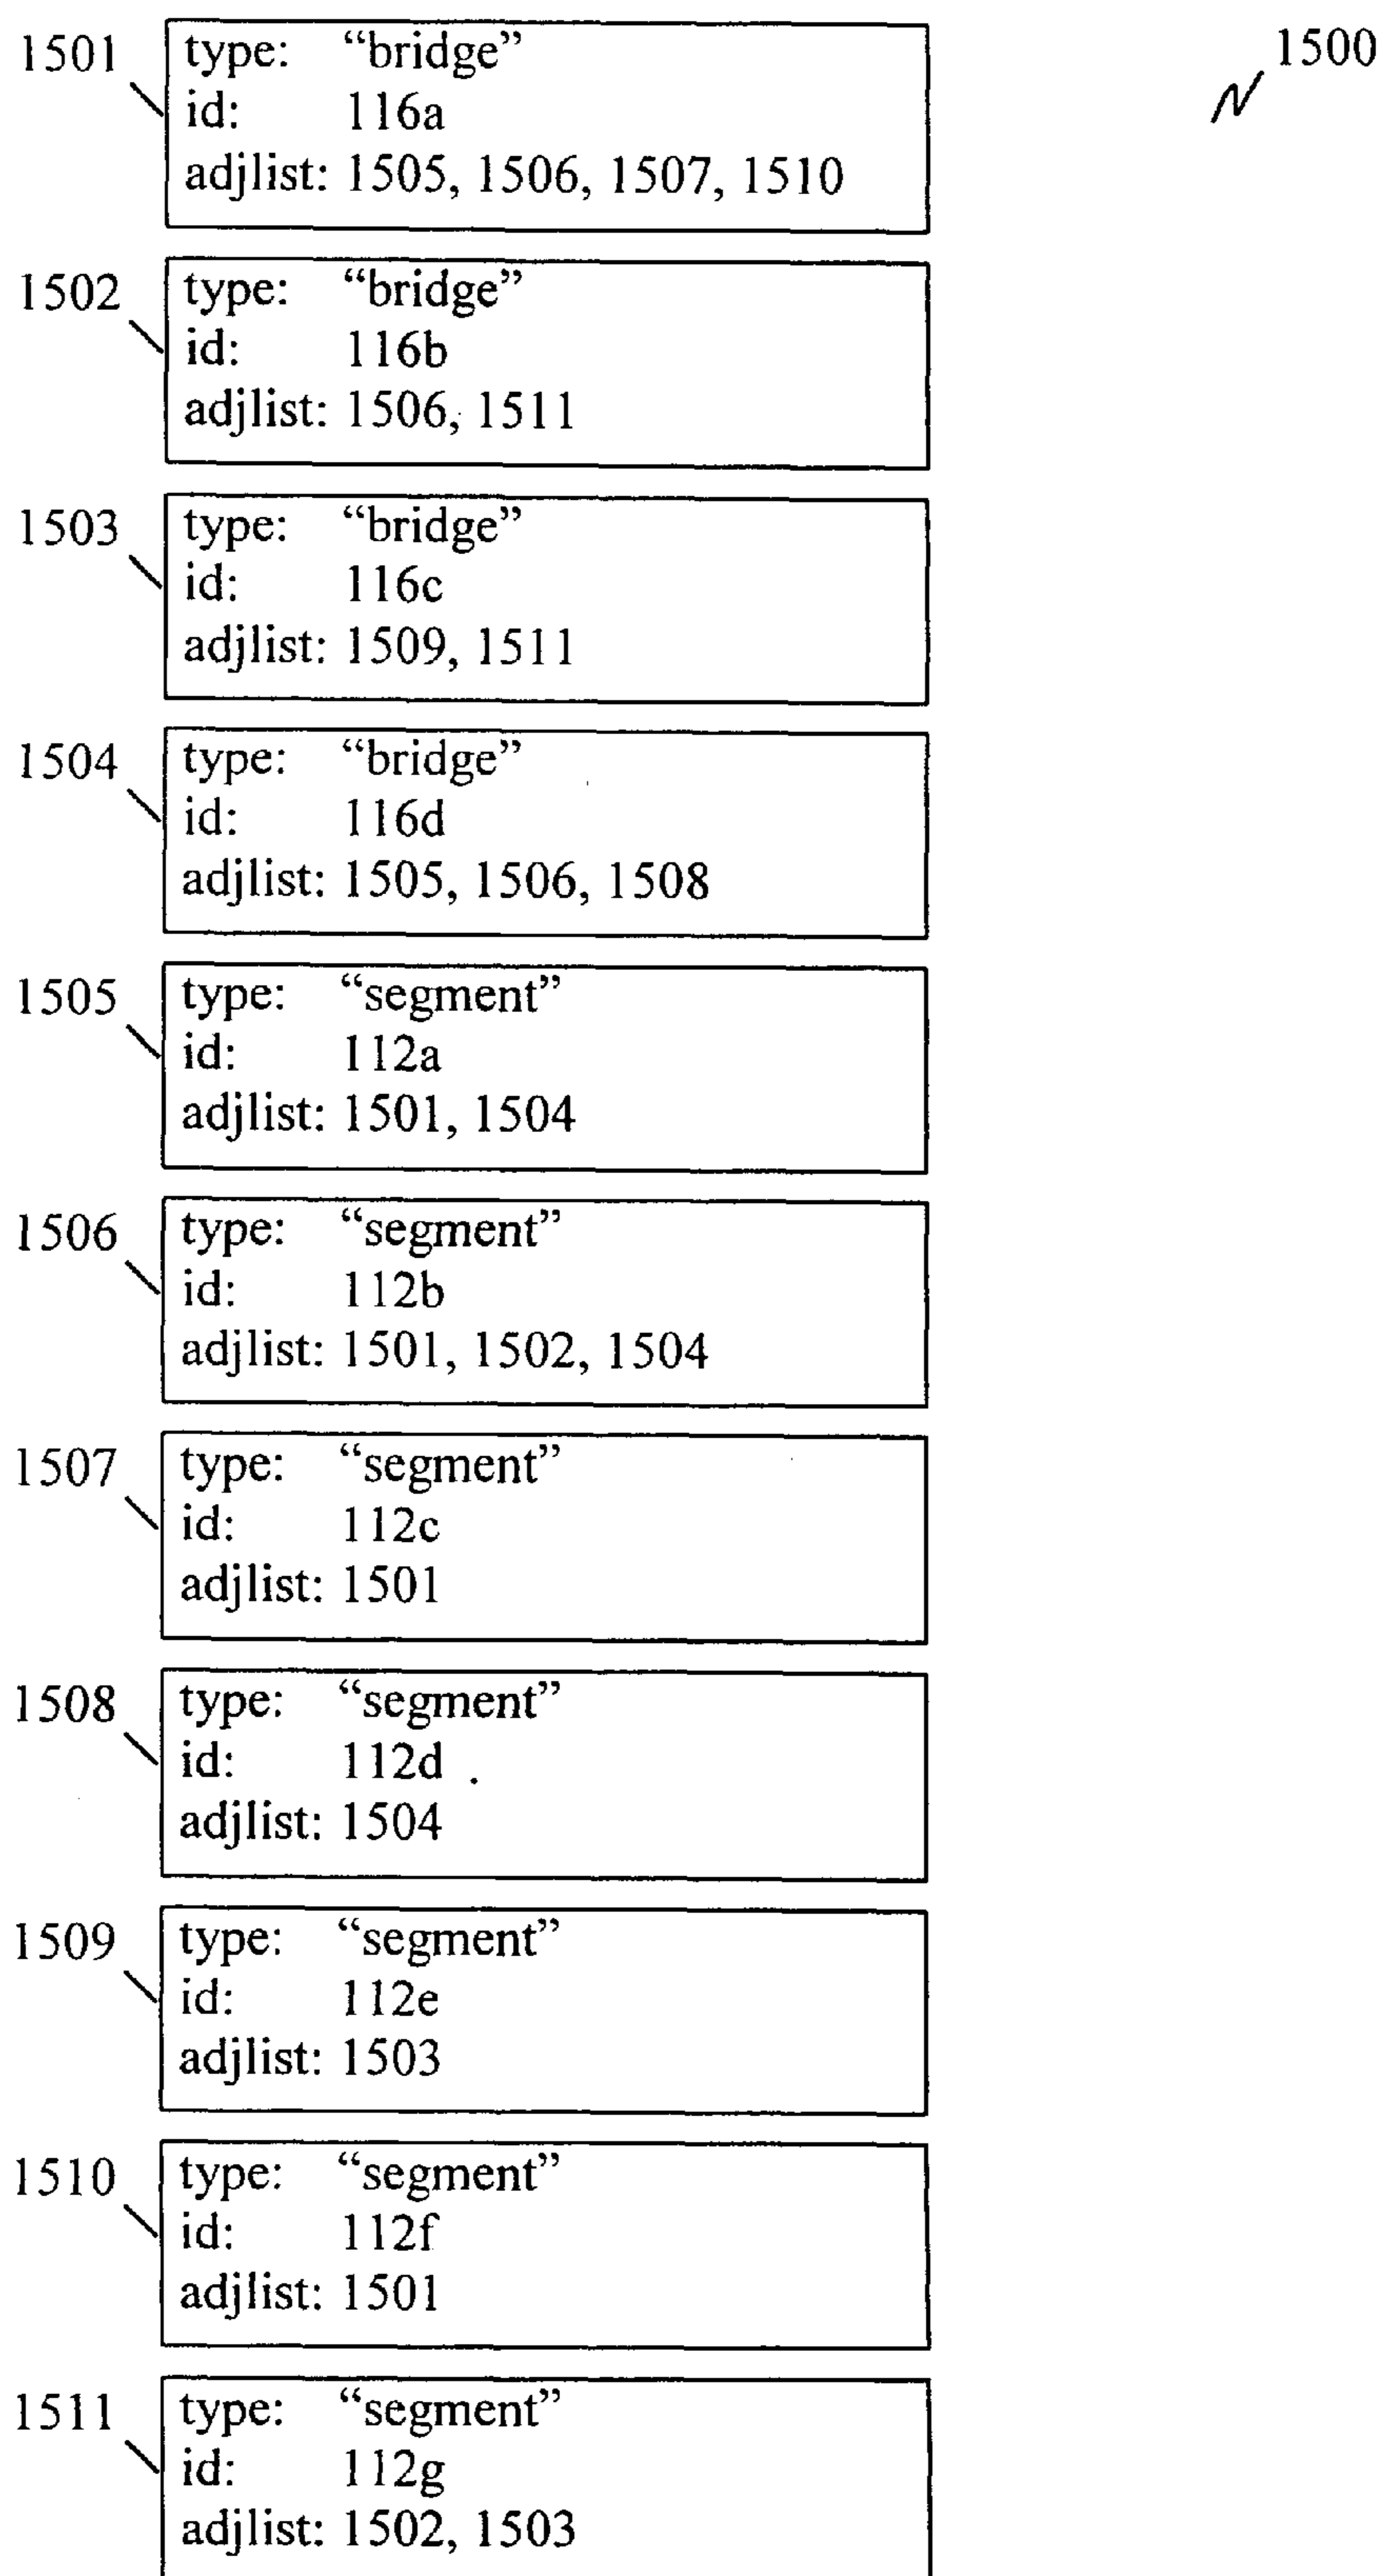 1500
1501
type: “bridge”
id: 116a
adjlist: 1505, 1506, 1507, 1510
1502
type: “bridge”
id: 116b
adjlist: 1506, 1511
1503
type: “bridge”
id: 116c
adjlist: 1509, 1511
1504
type: “bridge”
id: 116d
adjlist: 1505, 1506, 1508
1505
type: “segment”
id: 112a
adjlist: 1501, 1504
1506
type: “segment”
id: 112b
adjlist: 1501, 1502, 1504
1507
type: “segment”
id: 112c
adjlist: 1501
1508
type: “segment”
id: 112d
adjlist: 1504
1509
type: “segment”
id: 112e
adjlist: 1503
1510
type: “segment”
id: 112f
adjlist: 1501
1511
type: “segment”
id: 112g
adjlist: 1502, 1503